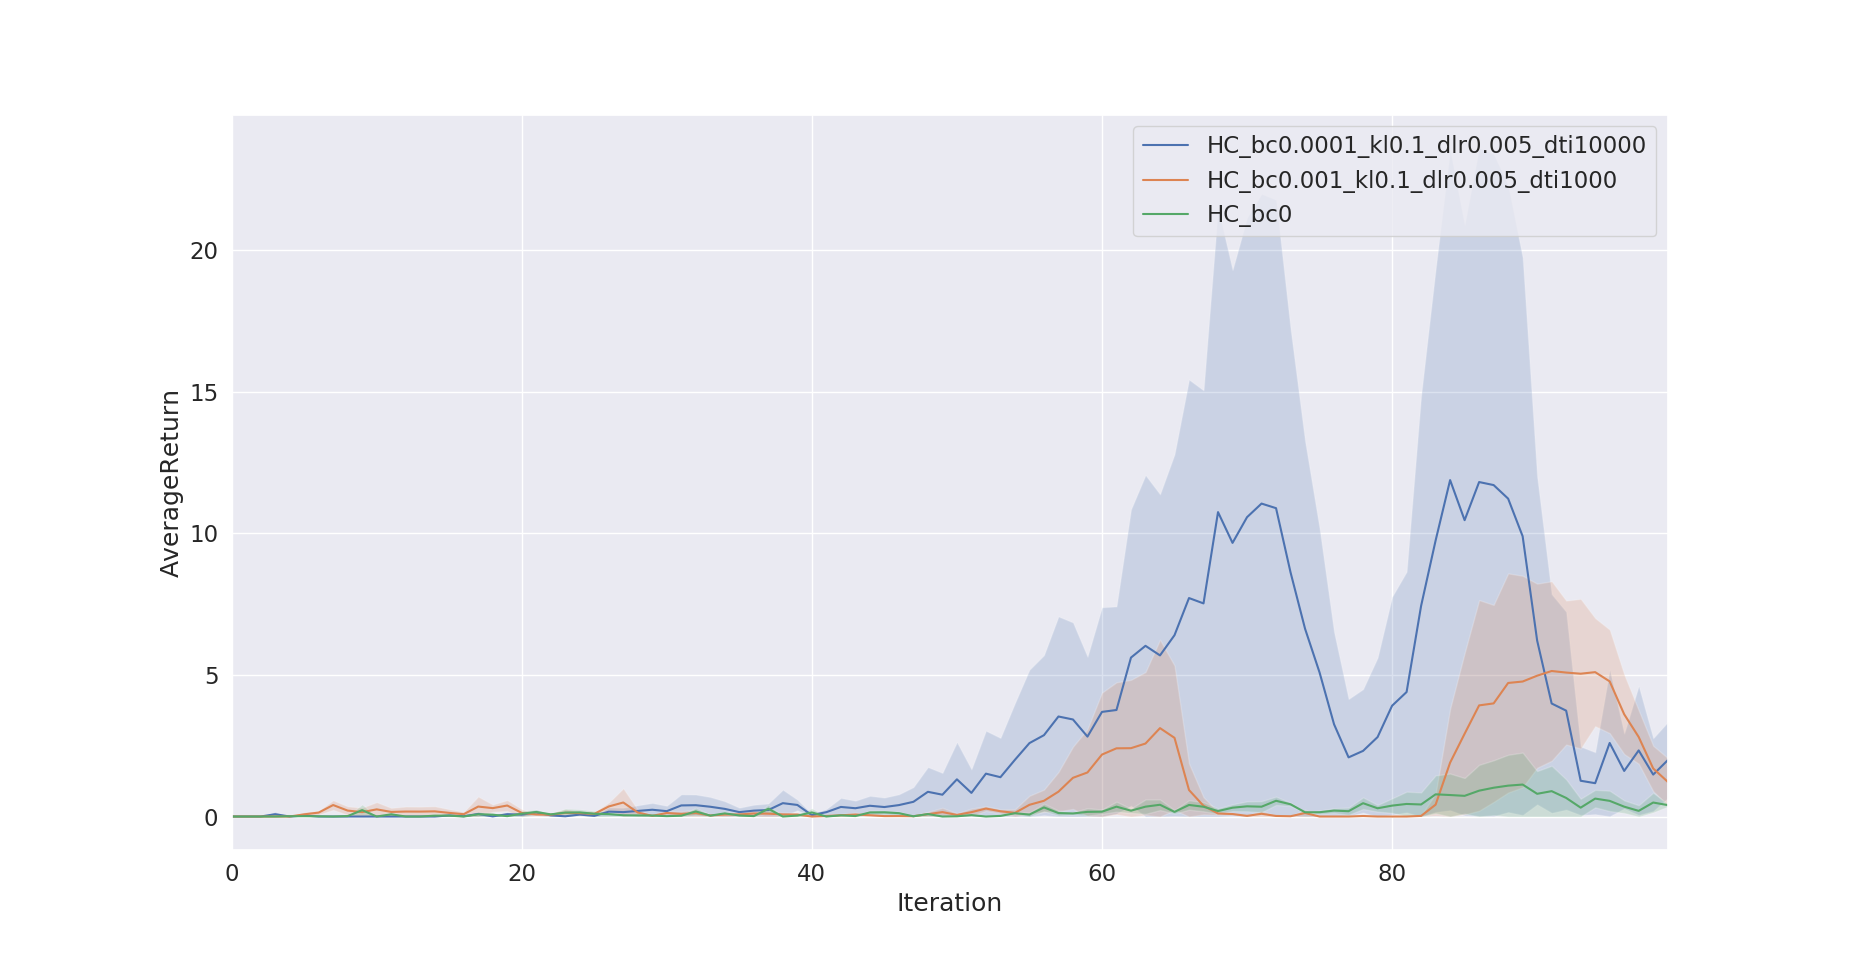 HC_bc0.0001_kl0.1_dlr0.005_dti10000
HC_bc0.001_kl0.1_dlr0.005_dti1000
HC_bc0
20
15
10
5
0
AverageReturn
0 20 40 60 80
Iteration